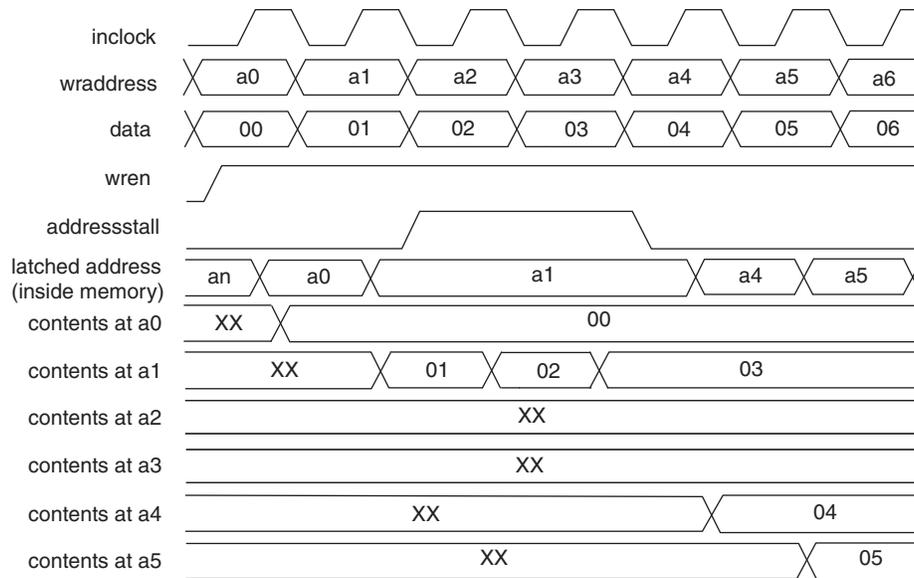 inclock
wraddress a0 a1 a2 a3 a4 a5 a6
data 00 01 02 03 04 05 06
wren
addressstall
latched address
(inside memory) an a0 a1 a4 a5
contents at a0 XX 00
contents at a1 XX 01 02 03
contents at a2 XX
contents at a3 XX
contents at a4 XX 04
contents at a5 XX 05